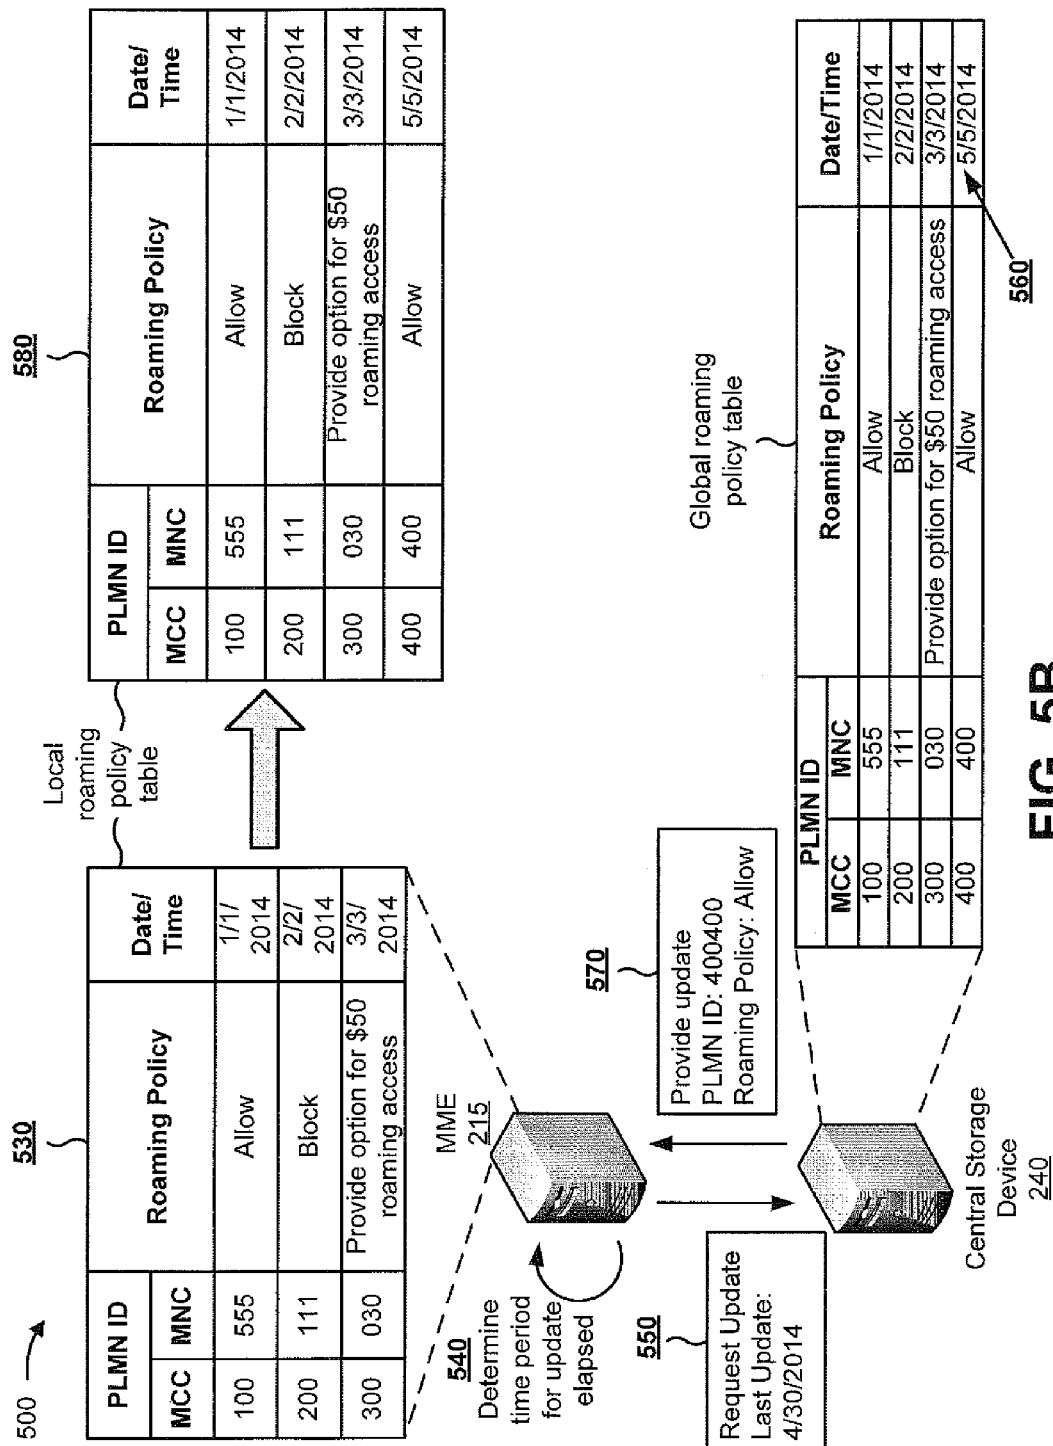 500
530
PLMN ID
Roaming Policy
Date/
Time
MCC
MNC
100
555
Allow
1/1/
2014
200
111
Block
2/2/
2014
300
030
Provide option for $50
roaming access
3/3/
2014
Local
roaming
policy
table
580
PLMN ID
Roaming Policy
Date/
Time
MCC
MNC
100
555
Allow
1/1/2014
200
111
Block
2/2/2014
300
030
Provide option for $50
roaming access
3/3/2014
400
400
Allow
5/5/2014
540
Determine
time period
for update
elapsed
MME
215
550
Request Update
Last Update:
4/30/2014
570
Provide update
PLMN ID: 400400
Roaming Policy: Allow
Central Storage
Device
240
Global roaming
policy table
PLMN ID
Roaming Policy
Date/Time
MCC
MNC
100
555
Allow
1/1/2014
200
111
Block
2/2/2014
300
030
Provide option for $50 roaming access
3/3/2014
400
400
Allow
5/5/2014
560
FIG. 5B